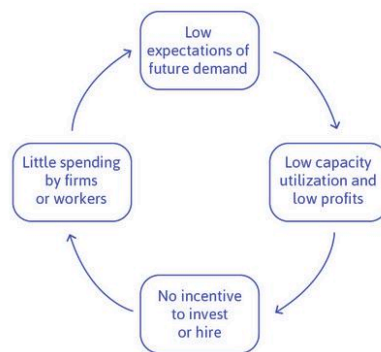 Low
expectations of
future demand
Low capacity
utilization and
low profits
No incentive
to invest
or hire
Little spending
by firms
or workers